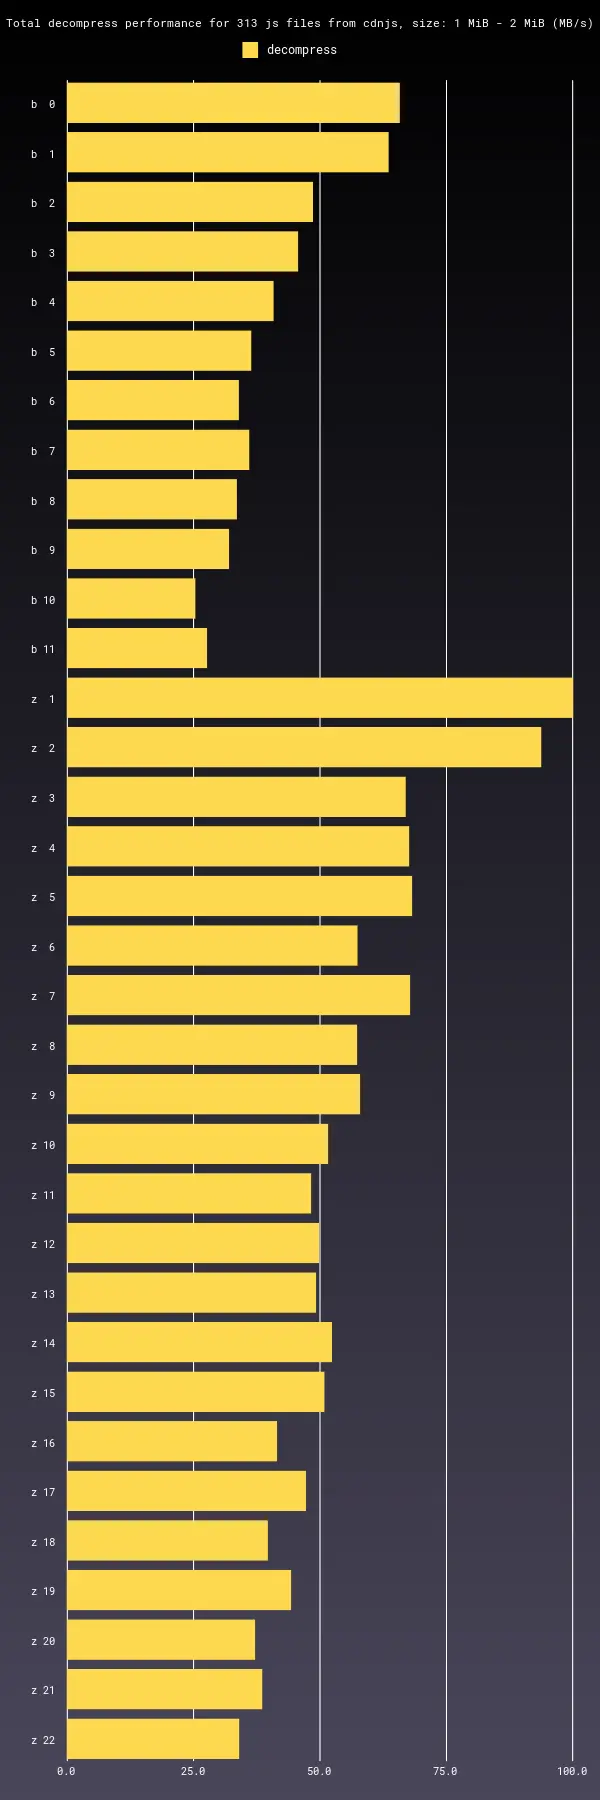 Total decompress performance for 313 js files from cdnjs, size: 1 MiB - 2 MiB (MB/s)
decompress
b  0
b  1
b  2
b  3
b  4
b  5
b  6
b  7
b  8
b  9
b 10
b 11
z  1
z  2
z  3
z  4
z  5
z  6
z  7
z  8
z  9
z 10
z 11
z 12
z 13
z 14
z 15
z 16
z 17
z 18
z 19
z 20
z 21
z 22
0.0 25.0 50.0 75.0 100.0